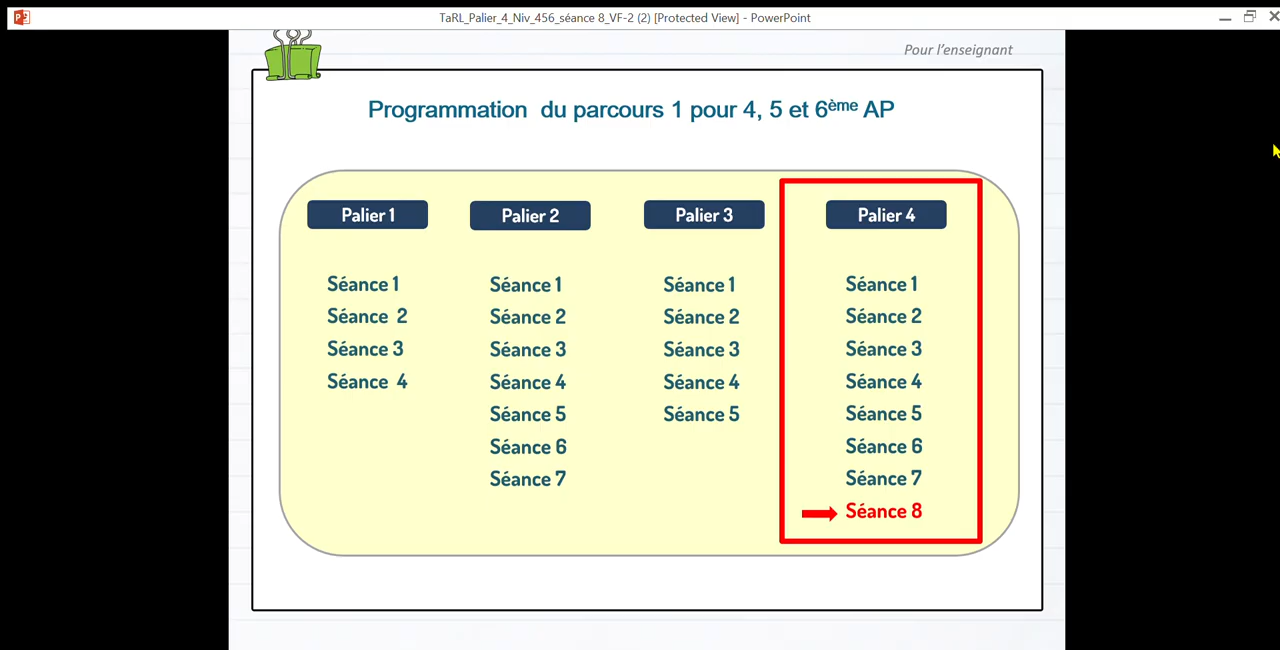 TaRL_Palier_4_Niv_456_séance 8_VF-2 (2) [Protected View] - PowerPoint
Pour l'enseignant
Programmation du parcours 1 pour 4, 5 et 6ème AP
Palier 1
Séance 1
Séance 2
Séance 3
Séance 4
Palier 2
Séance 1
Séance 2
Séance 3
Séance 4
Séance 5
Séance 6
Séance 7
Palier 3
Séance 1
Séance 2
Séance 3
Séance 4
Séance 5
Palier 4
Séance 1
Séance 2
Séance 3
Séance 4
Séance 5
Séance 6
Séance 7
Séance 8